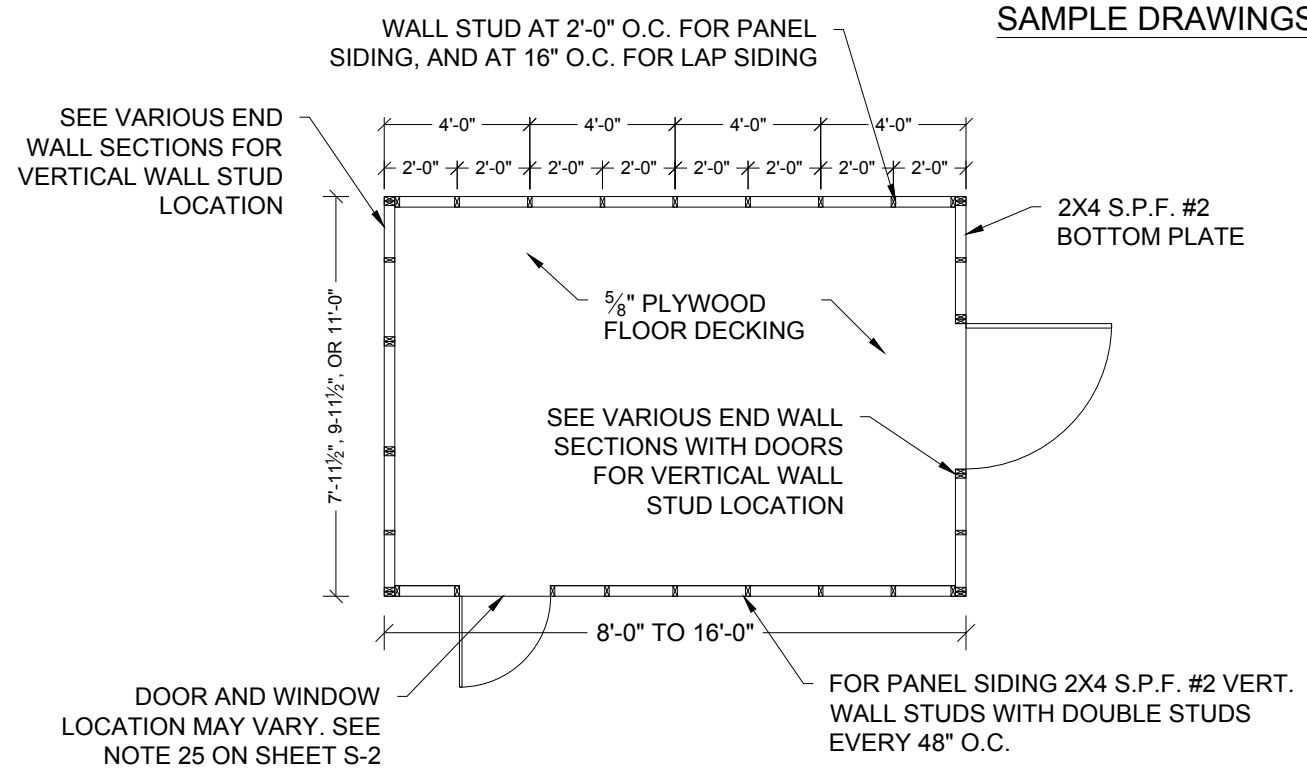 SAMPLE DRAWINGS
WALL STUD AT 2'-0" O.C. FOR PANEL
SIDING, AND AT 16" O.C. FOR LAP SIDING
SEE VARIOUS END
WALL SECTIONS FOR
VERTICAL WALL STUD
LOCATION
4'-0" 4'-0" 4'-0" 4'-0"
2'-0" 2'-0" 2'-0" 2'-0" 2'-0" 2'-0" 2'-0" 2'-0"
2X4 S.P.F. #2
BOTTOM PLATE
⅝" PLYWOOD
FLOOR DECKING
7'-11½", 9-11½", OR 11'-0"
SEE VARIOUS END WALL
SECTIONS WITH DOORS
FOR VERTICAL WALL
STUD LOCATION
8'-0" TO 16'-0"
DOOR AND WINDOW
LOCATION MAY VARY. SEE
NOTE 25 ON SHEET S-2
FOR PANEL SIDING 2X4 S.P.F. #2 VERT.
WALL STUDS WITH DOUBLE STUDS
EVERY 48" O.C.